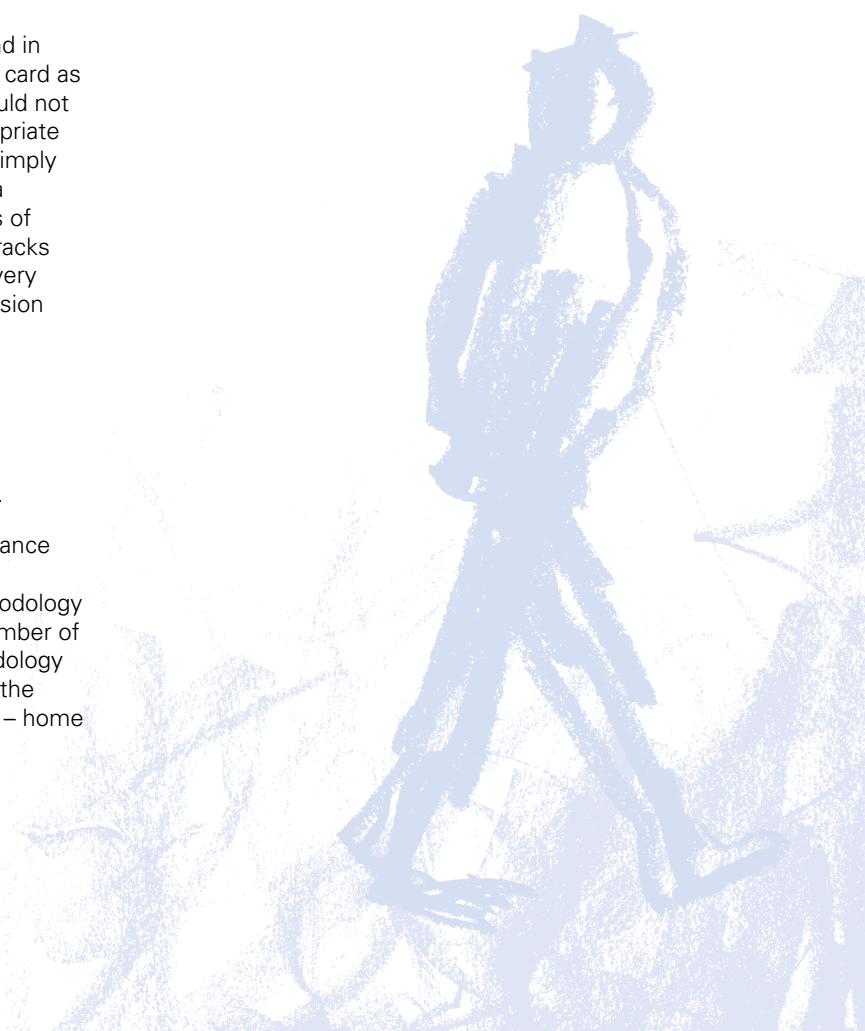 d in
card as
uld not
priate
imply
a
s of
racks
very
sion
.
ance
odology
mber of
dology
the
– home